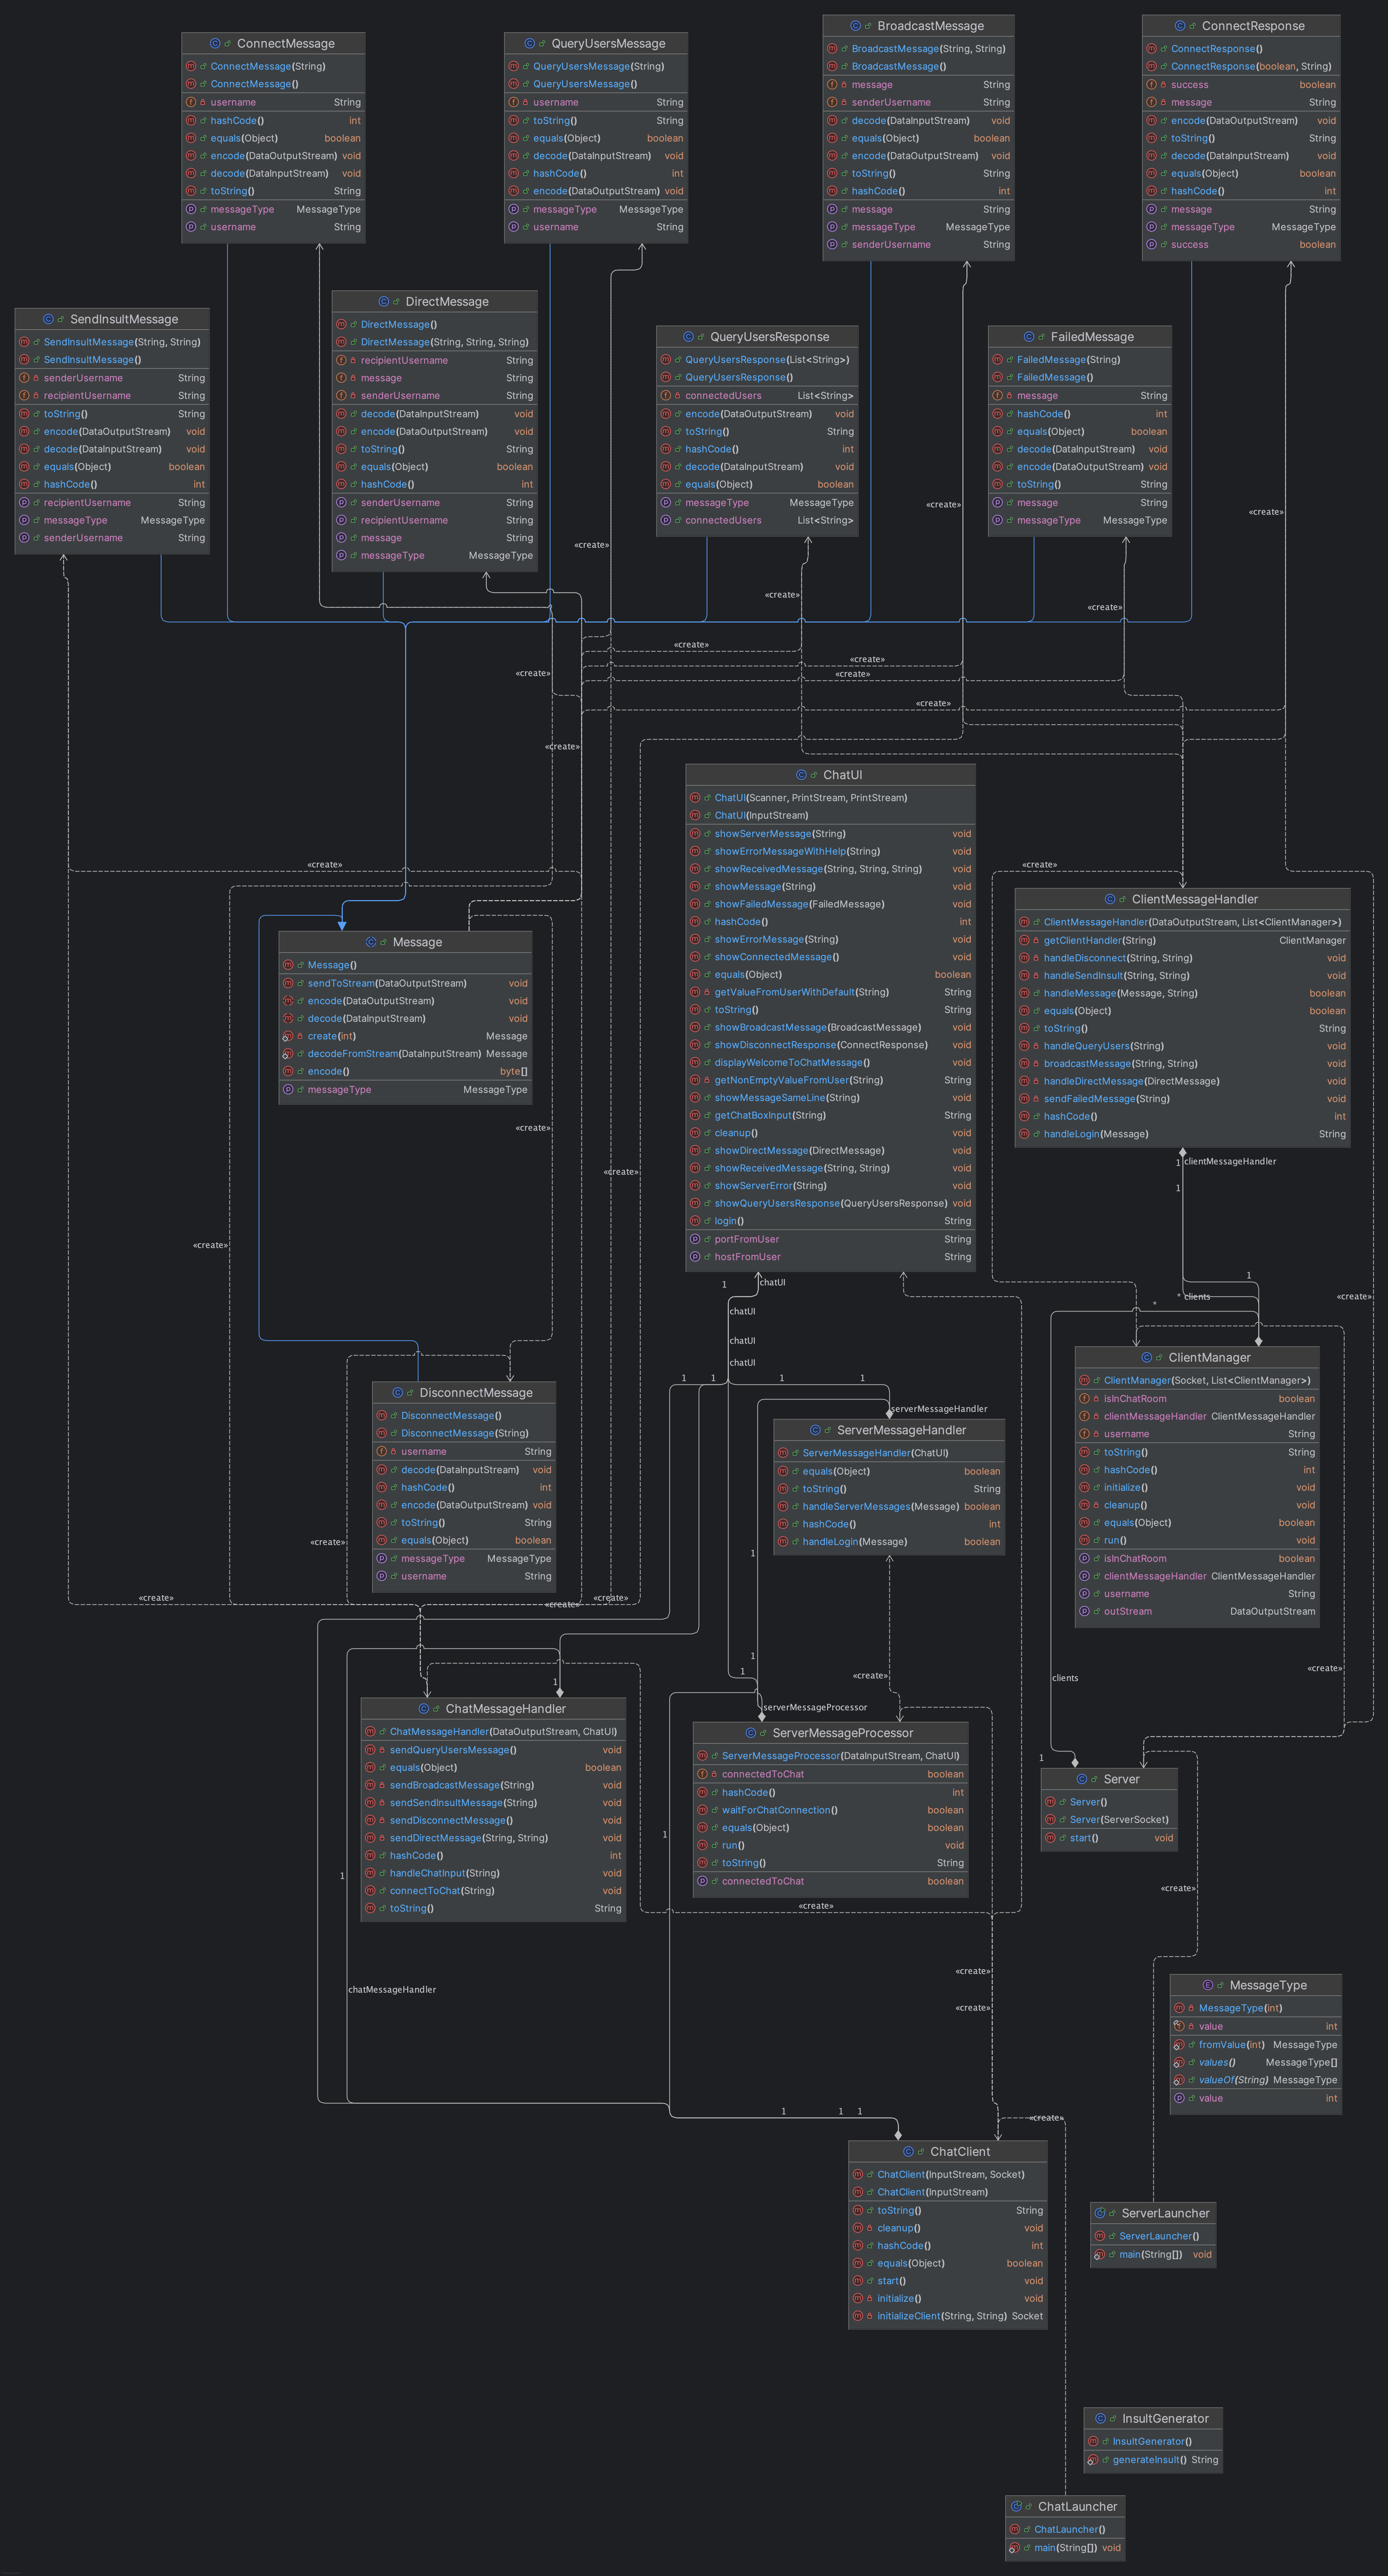 ConnectMessage
ConnectMessage(String)
ConnectMessage()
username String
hashCode() int
equals(Object) boolean
encode(DataOutputStream) void
decode(DataInputStream) void
toString() String
messageType MessageType
username String
QueryUsersMessage
QueryUsersMessage(String)
QueryUsersMessage()
username String
toString() String
equals(Object) boolean
decode(DataInputStream) void
hashCode() int
encode(DataOutputStream) void
messageType MessageType
username String
BroadcastMessage
BroadcastMessage(String, String)
BroadcastMessage()
message String
senderUsername String
decode(DataInputStream) void
equals(Object) boolean
encode(DataOutputStream) void
toString() String
hashCode() int
message String
messageType MessageType
senderUsername String
ConnectResponse
ConnectResponse()
ConnectResponse(boolean, String)
success boolean
message String
encode(DataOutputStream) void
toString() String
decode(DataInputStream) void
equals(Object) boolean
hashCode() int
message String
messageType MessageType
success boolean
SendInsultMessage
SendInsultMessage(String, String)
SendInsultMessage()
senderUsername String
recipientUsername String
toString() String
encode(DataOutputStream) void
decode(DataInputStream) void
equals(Object) boolean
hashCode() int
recipientUsername String
messageType MessageType
senderUsername String
DirectMessage
DirectMessage()
DirectMessage(String, String, String)
recipientUsername String
message String
senderUsername String
decode(DataInputStream) void
encode(DataOutputStream) void
toString() String
equals(Object) boolean
hashCode() int
senderUsername String
recipientUsername String
message String
messageType MessageType
QueryUsersResponse
QueryUsersResponse(List<String>)
QueryUsersResponse()
connectedUsers List<String>
encode(DataOutputStream) void
toString() String
hashCode() int
decode(DataInputStream) void
equals(Object) boolean
messageType MessageType
connectedUsers List<String>
FailedMessage
FailedMessage(String)
FailedMessage()
message String
hashCode() int
equals(Object) boolean
decode(DataInputStream) void
encode(DataOutputStream) void
toString() String
message String
messageType MessageType
«create»
«create»
«create»
«create»
«create»
«create»
«create»
«create»
«create»
«create»
«create»
ChatUI
ChatUI(Scanner, PrintStream, PrintStream)
ChatUI(InputStream)
showServerMessage(String) void
showErrorMessageWithHelp(String) void
showReceivedMessage(String, String, String) void
showMessage(String) void
showFailedMessage(FailedMessage) void
hashCode() int
showErrorMessage(String) void
showConnectedMessage() void
equals(Object) boolean
getValueFromUserWithDefault(String) String
toString() String
showBroadcastMessage(BroadcastMessage) void
showDisconnectResponse(ConnectResponse) void
displayWelcomeToChatMessage() void
getNonEmptyValueFromUser(String) String
showMessageSameLine(String) void
getChatBoxInput(String) String
cleanup() void
showDirectMessage(DirectMessage) void
showReceivedMessage(String, String) void
showServerError(String) void
showQueryUsersResponse(QueryUsersResponse) void
login() String
portFromUser String
hostFromUser String
«create»
«create»
ClientMessageHandler
ClientMessageHandler(DataOutputStream, List<ClientManager>)
getClientHandler(String) ClientManager
handleDisconnect(String, String) void
handleSendInsult(String, String) void
handleMessage(Message, String) boolean
equals(Object) boolean
toString() String
handleQueryUsers(String) void
broadcastMessage(String, String) void
handleDirectMessage(DirectMessage) void
sendFailedMessage(String) void
hashCode() int
handleLogin(Message) String
Message
Message()
sendToStream(DataOutputStream) void
encode(DataOutputStream) void
decode(DataInputStream) void
create(int) Message
decodeFromStream(DataInputStream) Message
encode() byte[]
messageType MessageType
«create»
«create»
«create»
1 clientMessageHandler
1
1
* clients
*
«create»
1 chatUI
chatUI
chatUI
chatUI
1 1 1 1
ClientManager
ClientManager(Socket, List<ClientManager>)
isInChatRoom boolean
clientMessageHandler ClientMessageHandler
username String
toString() String
hashCode() int
initialize() void
cleanup() void
equals(Object) boolean
run() void
isInChatRoom boolean
clientMessageHandler ClientMessageHandler
username String
outStream DataOutputStream
DisconnectMessage
DisconnectMessage()
DisconnectMessage(String)
username String
decode(DataInputStream) void
hashCode() int
encode(DataOutputStream) void
toString() String
equals(Object) boolean
messageType MessageType
username String
serverMessageHandler
ServerMessageHandler
ServerMessageHandler(ChatUI)
equals(Object) boolean
toString() String
handleServerMessages(Message) boolean
hashCode() int
handleLogin(Message) boolean
«create»
1
«create»
«create»
«create»
1
1
1
«create»
clients
«create»
serverMessageProcessor
ChatMessageHandler
ChatMessageHandler(DataOutputStream, ChatUI)
sendQueryUsersMessage() void
equals(Object) boolean
sendBroadcastMessage(String) void
sendSendInsultMessage(String) void
sendDisconnectMessage() void
sendDirectMessage(String, String) void
hashCode() int
handleChatInput(String) void
connectToChat(String) void
toString() String
ServerMessageProcessor
ServerMessageProcessor(DataInputStream, ChatUI)
connectedToChat boolean
hashCode() int
waitForChatConnection() boolean
equals(Object) boolean
run() void
toString() String
connectedToChat boolean
1
Server
Server()
Server(ServerSocket)
start() void
1
1
«create»
«create»
«create»
«create»
chatMessageHandler
MessageType
MessageType(int)
value int
fromValue(int) MessageType
values() MessageType[]
valueOf(String) MessageType
value int
1 1 1
«create»
ChatClient
ChatClient(InputStream, Socket)
ChatClient(InputStream)
toString() String
cleanup() void
hashCode() int
equals(Object) boolean
start() void
initialize() void
initializeClient(String, String) Socket
ServerLauncher
ServerLauncher()
main(String[]) void
InsultGenerator
InsultGenerator()
generateInsult() String
ChatLauncher
ChatLauncher()
main(String[]) void